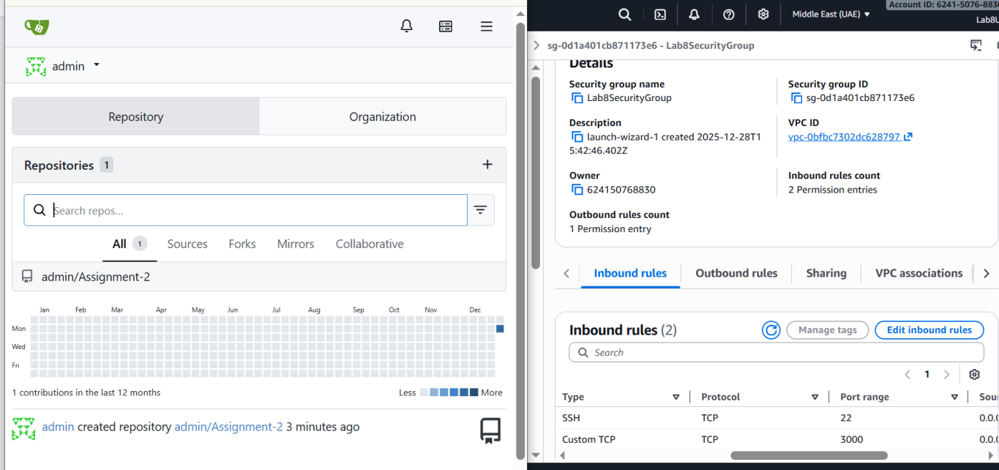 admin
Repository
Organization
Repositories 1
Search repos...
All 1 Sources Forks Mirrors Collaborative
admin/Assignment-2
Jan Feb Mar Apr May Jun Jul Aug Sep Oct Nov Dec
Mon
Wed
Fri
1 contributions in the last 12 months
Less More
admin created repository admin/Assignment-2 3 minutes ago
Account ID: 6241-5076-8830
Middle East (UAE)
sg-0d1a401cb871173e6 - Lab8SecurityGroup
Details
Security group name
Lab8SecurityGroup
Security group ID
sg-0d1a401cb871173e6
Description
launch-wizard-1 created 2025-12-28T1
5:42:46.402Z
VPC ID
vpc-0bfbc7302dc628797
Owner
624150768830
Inbound rules count
2 Permission entries
Outbound rules count
1 Permission entry
Inbound rules Outbound rules Sharing VPC associations
Inbound rules (2)
Manage tags
Edit inbound rules
Search
1
Type Protocol Port range
SSH TCP 22
Custom TCP TCP 3000